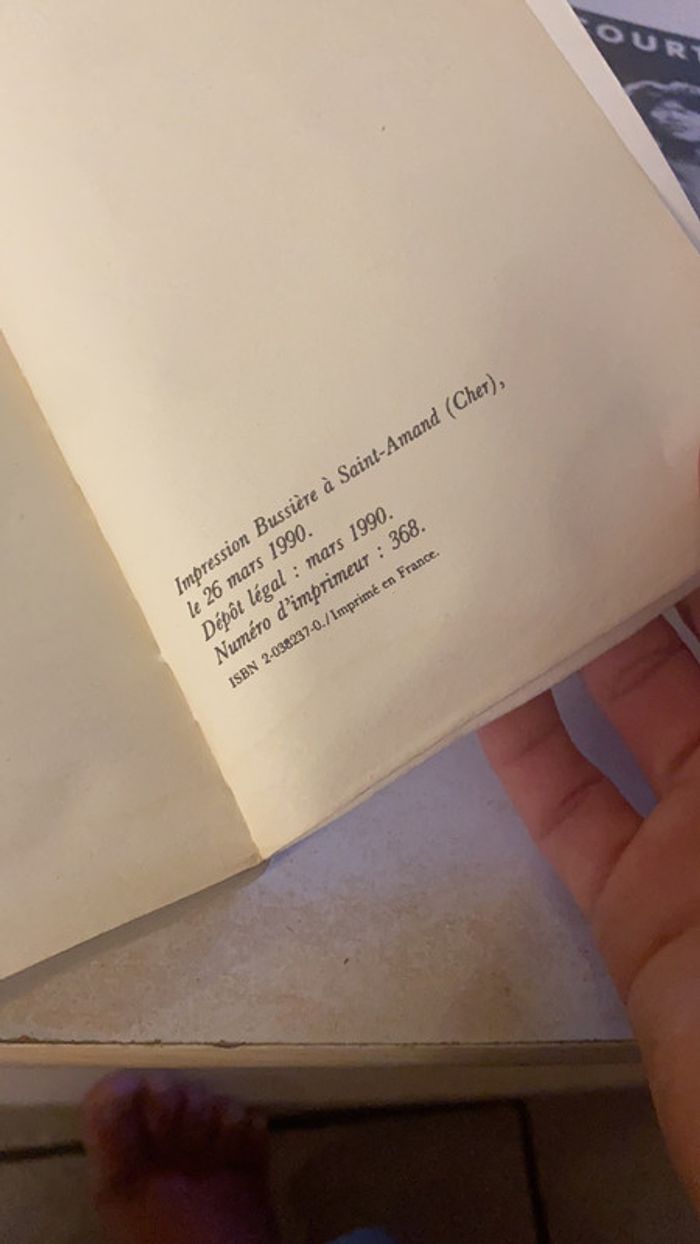 COURT
Impression Bussière à Saint-Amand (Cher),
le 26 mars 1990.
Dépôt légal : mars 1990.
Numéro d'imprimeur : 368.
ISBN 2-038237-0./Imprimé en France.